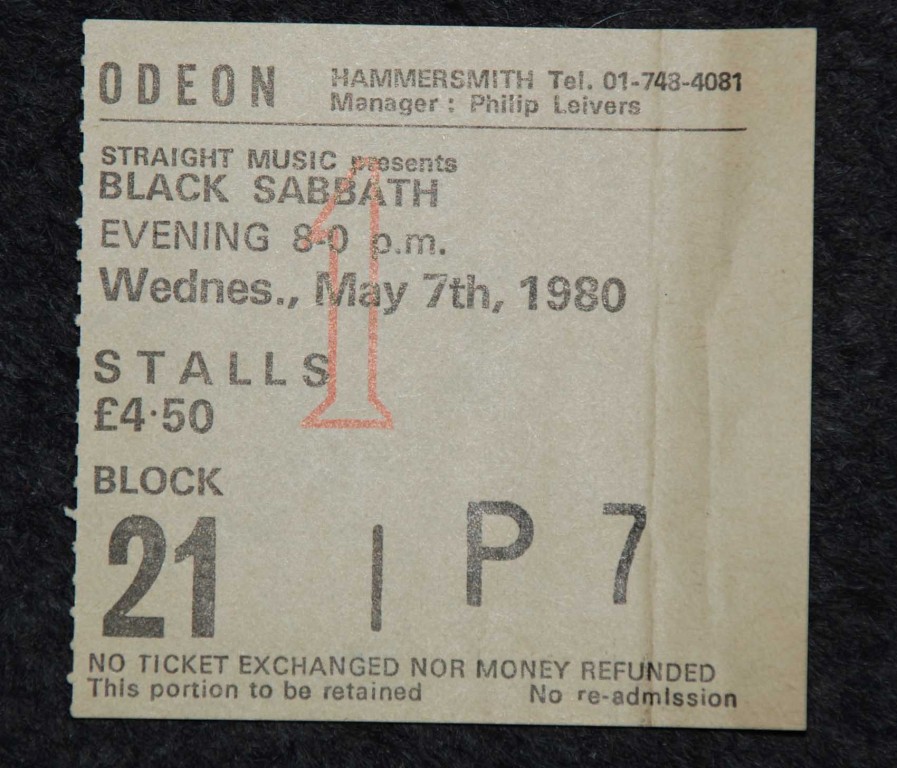 ODEON HAMMERSMITH Tel. 01-748-4081
Manager : Philip Leivers
STRAIGHT MUSIC presents
BLACK SABBATH
EVENING 8-0 p.m.
Wednes., May 7th, 1980
1
STALLS
£4·50
BLOCK
21 | P 7
NO TICKET EXCHANGED NOR MONEY REFUNDED
This portion to be retained No re-admission